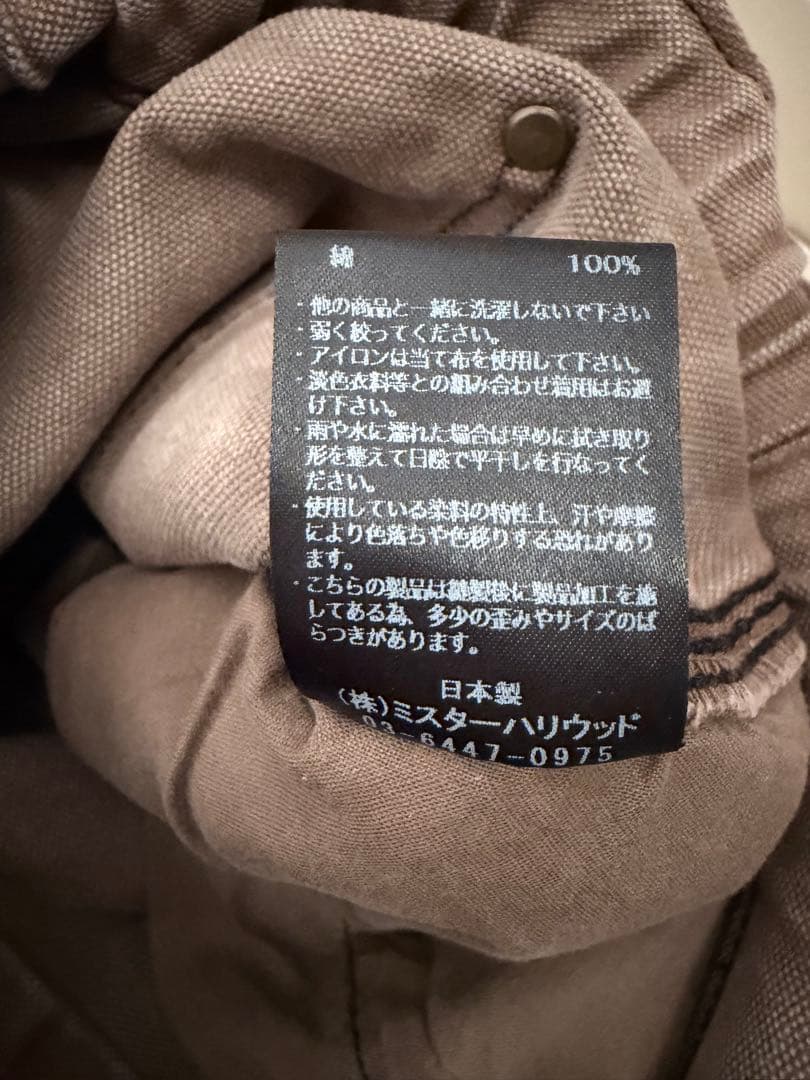 綿 100%
・他の商品と一緒に洗濯しないで下さい
・弱く絞ってください。
・アイロンは当て布を使用して下さい。
・淡色衣料等との組み合わせ着用はお避
け下さい。
・雨や水に濡れた場合は早めに拭き取り
形を整えて日陰で平干しを行なってく
ださい。
・使用している染料の特性上、汗や摩擦
により色落ちや色移りする恐れがあり
ます。
・こちらの製品は縫製後に製品加工を施
してある為、多少の歪みやサイズのば
らつきがあります。
日本製
(株)ミスターハリウッド
03-6447-0975